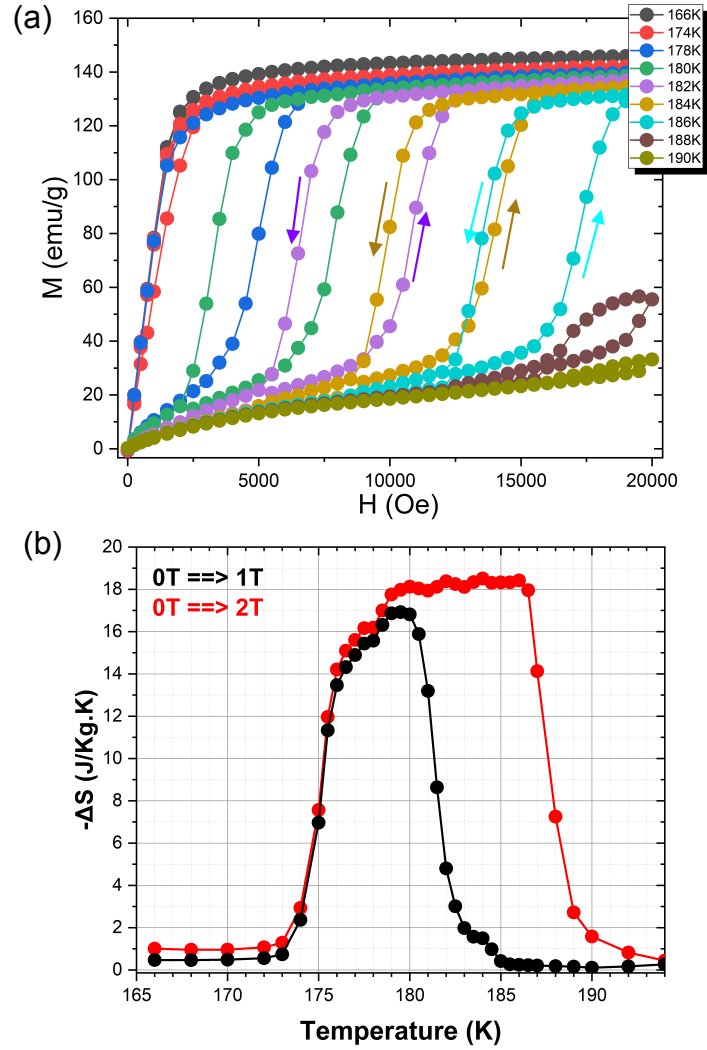 (a)
160
140
120
100
80
60
40
20
0
M (emu/g)
0
5000
10000
15000
20000
H (Oe)
166K
174K
178K
180K
182K
184K
186K
188K
190K
(b)
20
18
16
14
12
10
8
6
4
2
0
-ΔS (J/Kg.K)
0T ==> 1T
0T ==> 2T
165
170
175
180
185
190
Temperature (K)